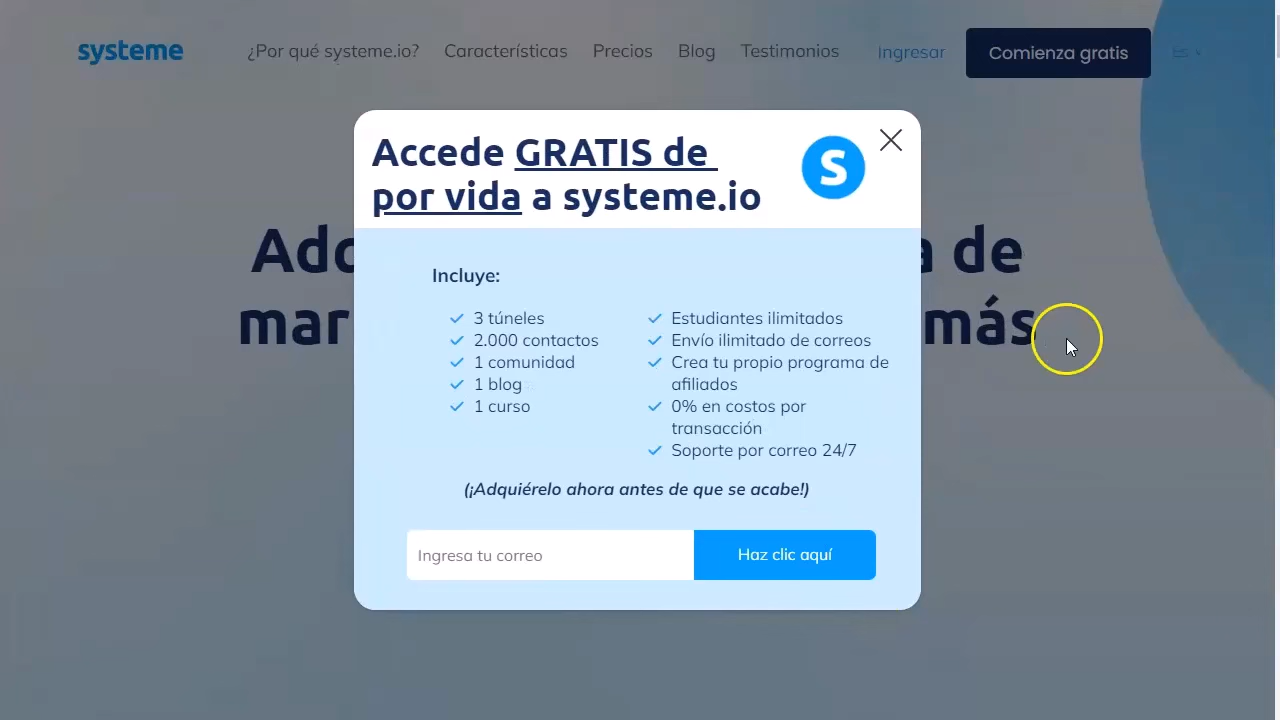 systeme
¿Por qué systeme.io? Características Precios Blog Testimonios Ingresar Comienza gratis Es
Accede GRATIS de
por vida a systeme.io
S
de
más
Incluye:
3 túneles
2.000 contactos
1 comunidad
1 blog
1 curso
Estudiantes ilimitados
Envío ilimitado de correos
Crea tu propio programa de
afiliados
0% en costos por
transacción
Soporte por correo 24/7
(¡Adquiérelo ahora antes de que se acabe!)
Ingresa tu correo Haz clic aquí